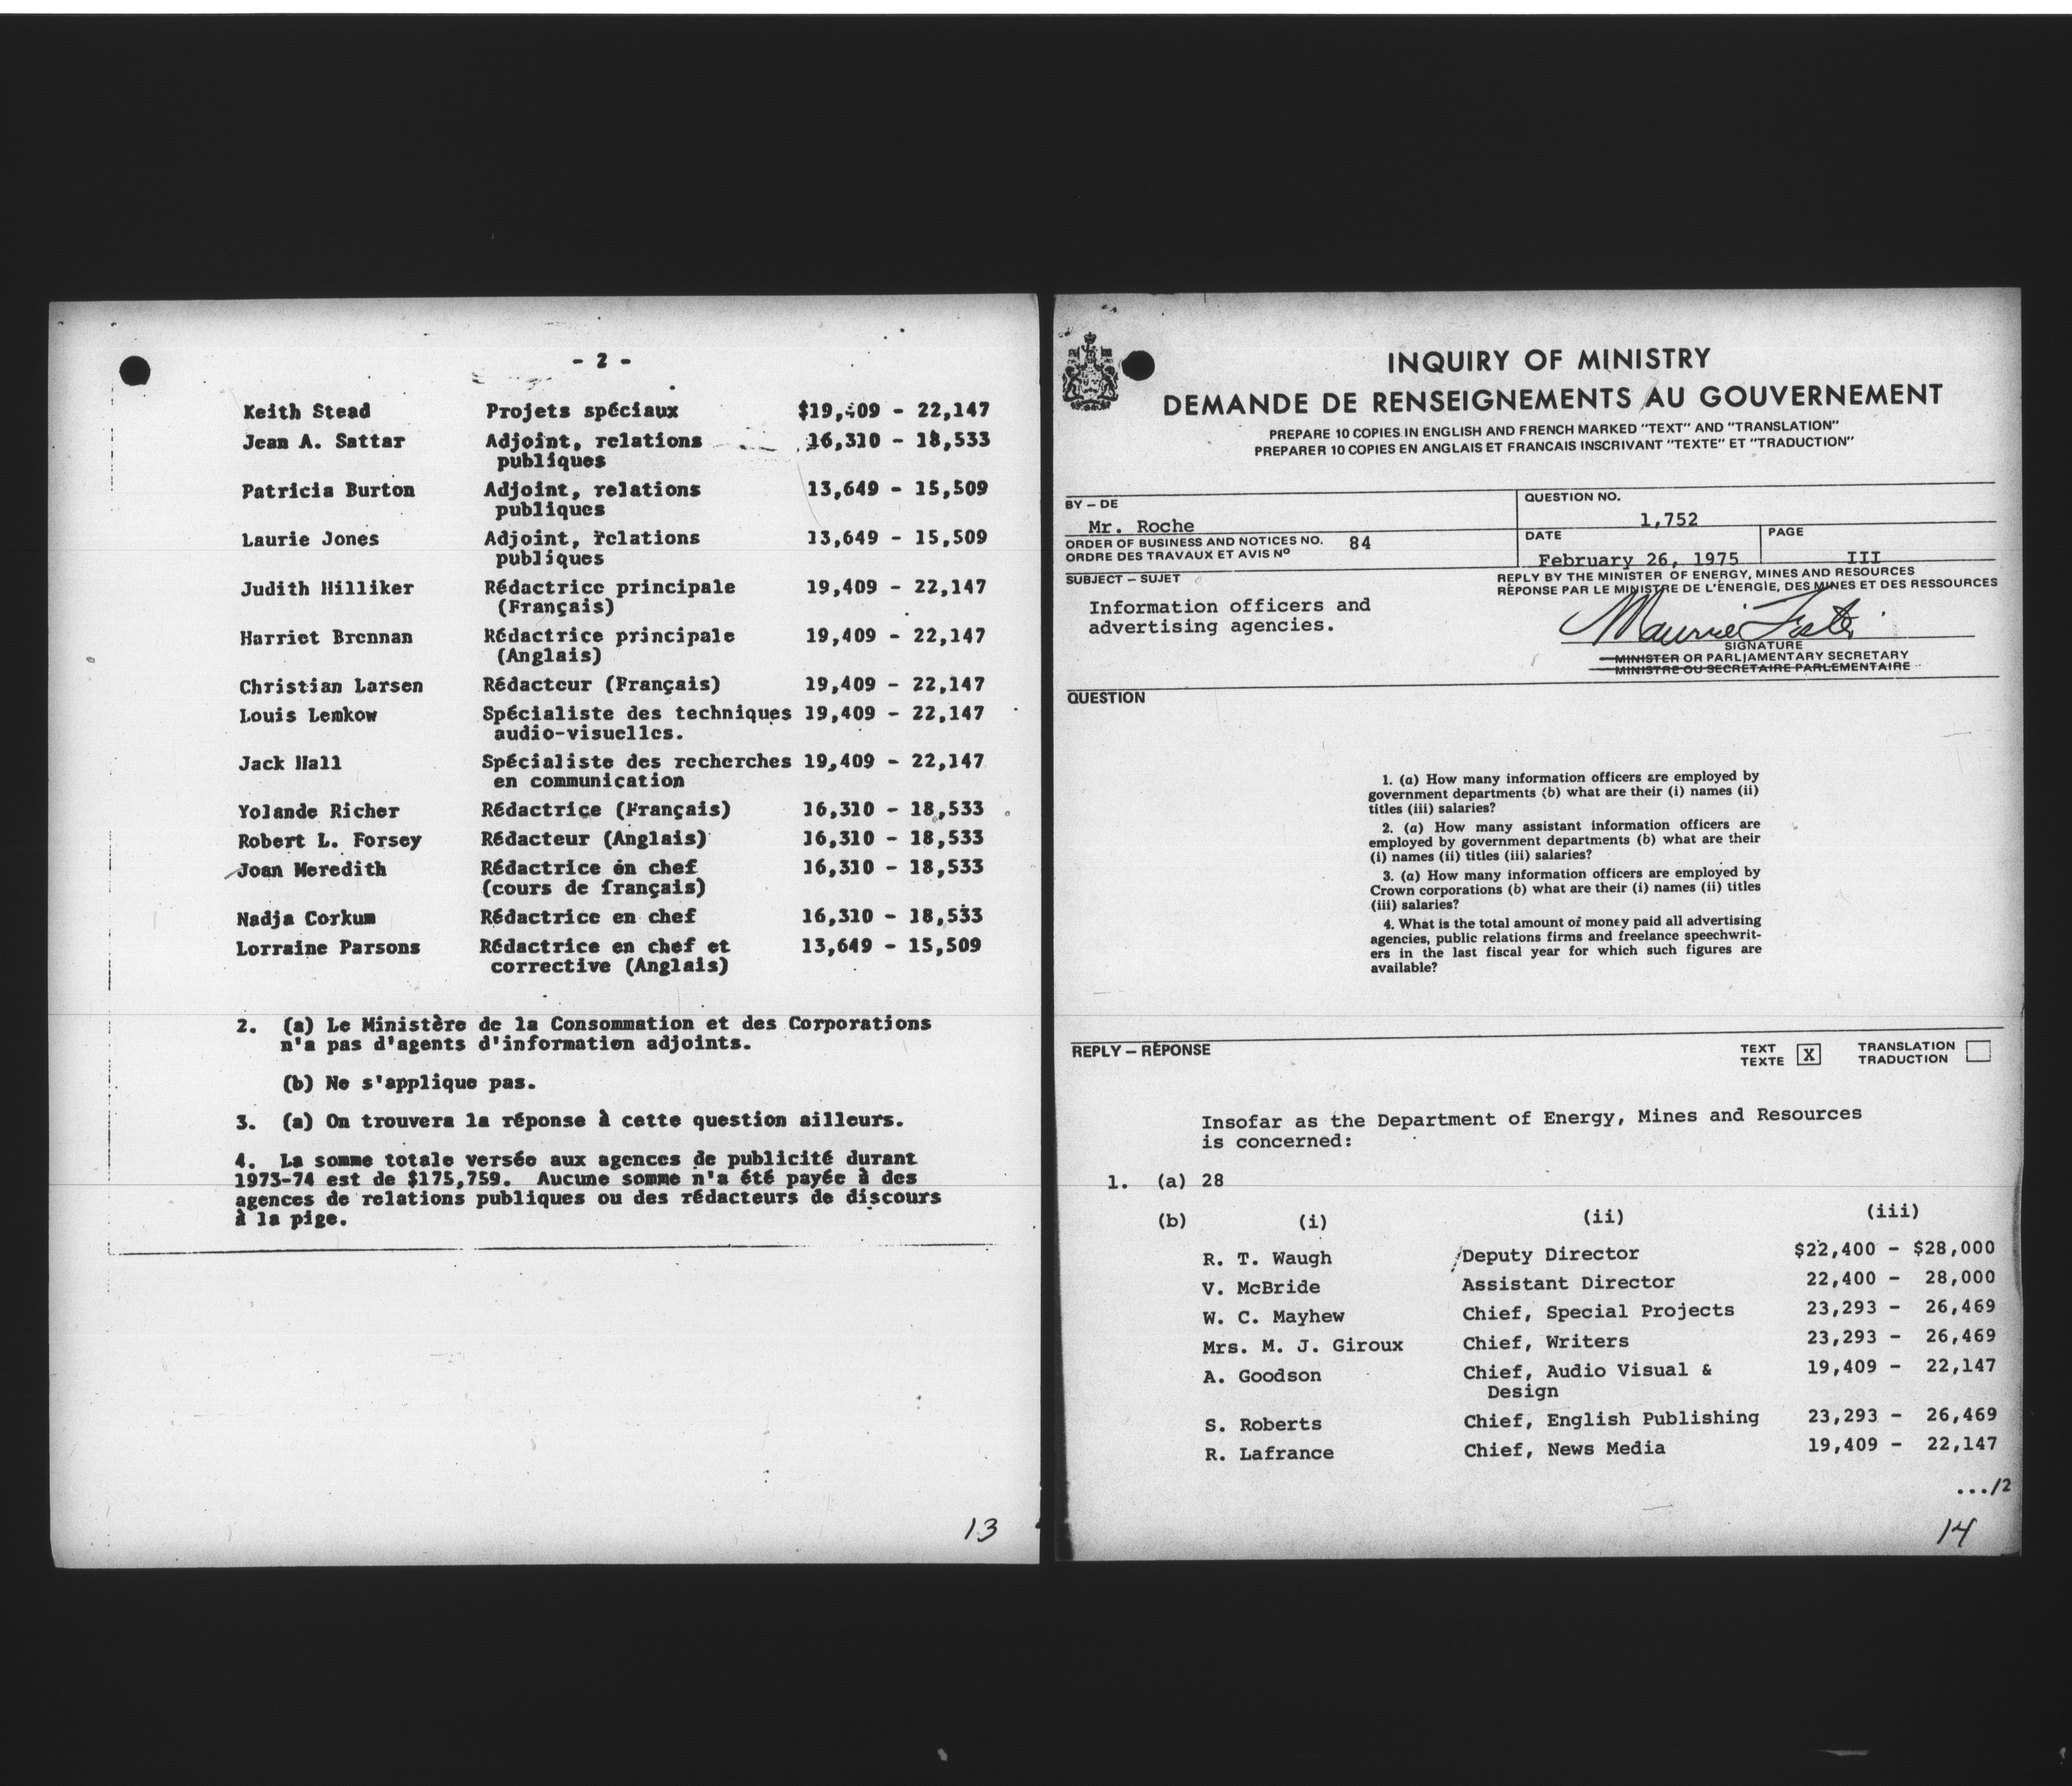 - 2 -
Keith Stead Projets spéciaux $19,409 - 22,147
Jean A. Sattar Adjoint, relations 16,310 - 18,533
publiques
Patricia Burton Adjoint, relations 13,649 - 15,509
publiques
Laurie Jones Adjoint, relations 13,649 - 15,509
publiques
Judith Hilliker Rédactrice principale 19,409 - 22,147
(Français)
Harriet Brennan Rédactrice principale 19,409 - 22,147
(Anglais)
Christian Larsen Rédacteur (Français) 19,409 - 22,147
Louis Lemkow Spécialiste des techniques 19,409 - 22,147
audio-visuelles.
Jack Hall Spécialiste des recherches 19,409 - 22,147
en communication
Yolande Richer Rédactrice (Français) 16,310 - 18,533
Robert L. Forsey Rédacteur (Anglais) 16,310 - 18,533
Joan Meredith Rédactrice en chef 16,310 - 18,533
(cours de français)
Nadja Corkum Rédactrice en chef 16,310 - 18,533
Lorraine Parsons Rédactrice en chef et 13,649 - 15,509
corrective (Anglais)
2. (a) Le Ministère de la Consommation et des Corporations
n'a pas d'agents d'information adjoints.
(b) Ne s'applique pas.
3. (a) On trouvera la réponse à cette question ailleurs.
4. La somme totale versée aux agences de publicité durant
1973-74 est de $175,759. Aucune somme n'a été payée à des
agences de relations publiques ou des rédacteurs de discours
à la pige.
13
INQUIRY OF MINISTRY
DEMANDE DE RENSEIGNEMENTS AU GOUVERNEMENT
PREPARE 10 COPIES IN ENGLISH AND FRENCH MARKED "TEXT" AND "TRANSLATION"
PREPARER 10 COPIES EN ANGLAIS ET FRANCAIS INSCRIVANT "TEXTE" ET "TRADUCTION"
BY – DE
Mr. Roche
QUESTION NO.
1,752
ORDER OF BUSINESS AND NOTICES NO. 84
ORDRE DES TRAVAUX ET AVIS Nº
DATE
February 26, 1975
PAGE
III
SUBJECT – SUJET
Information officers and
advertising agencies.
REPLY BY THE MINISTER OF ENERGY, MINES AND RESOURCES
RÉPONSE PAR LE MINISTRE DE L'ÉNERGIE, DES MINES ET DES RESSOURCES
Maurice Foster
SIGNATURE
MINISTER OR PARLIAMENTARY SECRETARY
MINISTRE OU SECRETAIRE PARLEMENTAIRE
QUESTION
1. (a) How many information officers are employed by
government departments (b) what are their (i) names (ii)
titles (iii) salaries?
2. (a) How many assistant information officers are
employed by government departments (b) what are their
(i) names (ii) titles (iii) salaries?
3. (a) How many information officers are employed by
Crown corporations (b) what are their (i) names (ii) titles
(iii) salaries?
4. What is the total amount of money paid all advertising
agencies, public relations firms and freelance speechwrit-
ers in the last fiscal year for which such figures are
available?
REPLY – RÉPONSE
TEXT
TEXTE X
TRANSLATION
TRADUCTION
Insofar as the Department of Energy, Mines and Resources
is concerned:
1. (a) 28
(b) (i) (ii) (iii)
R. T. Waugh Deputy Director $22,400 - $28,000
V. McBride Assistant Director 22,400 - 28,000
W. C. Mayhew Chief, Special Projects 23,293 - 26,469
Mrs. M. J. Giroux Chief, Writers 23,293 - 26,469
A. Goodson Chief, Audio Visual & 19,409 - 22,147
Design
S. Roberts Chief, English Publishing 23,293 - 26,469
R. Lafrance Chief, News Media 19,409 - 22,147
.../2
14